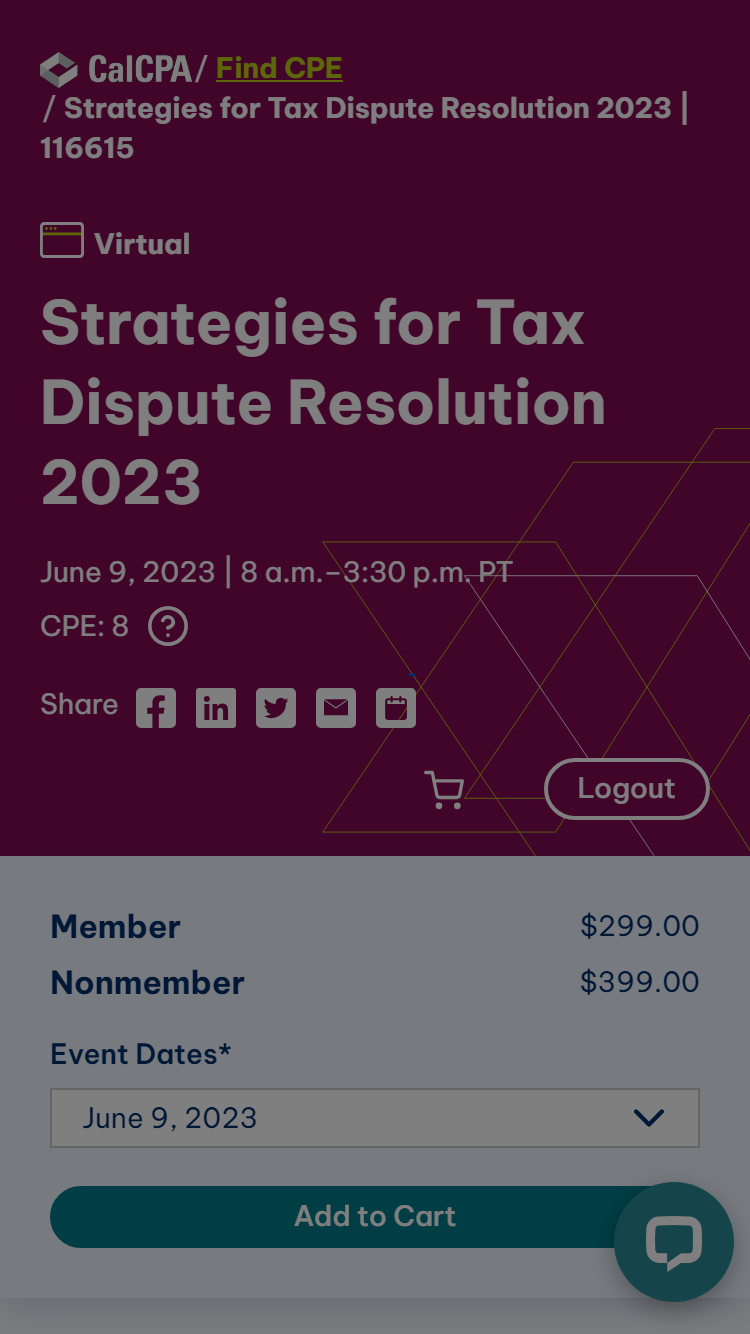 CalCPA / Find CPE
/ Strategies for Tax Dispute Resolution 2023 |
116615
Virtual
Strategies for Tax
Dispute Resolution
2023
June 9, 2023 | 8 a.m.–3:30 p.m. PT
CPE: 8 ?
Share
Logout
Member $299.00
Nonmember $399.00
Event Dates*
June 9, 2023
Add to Cart